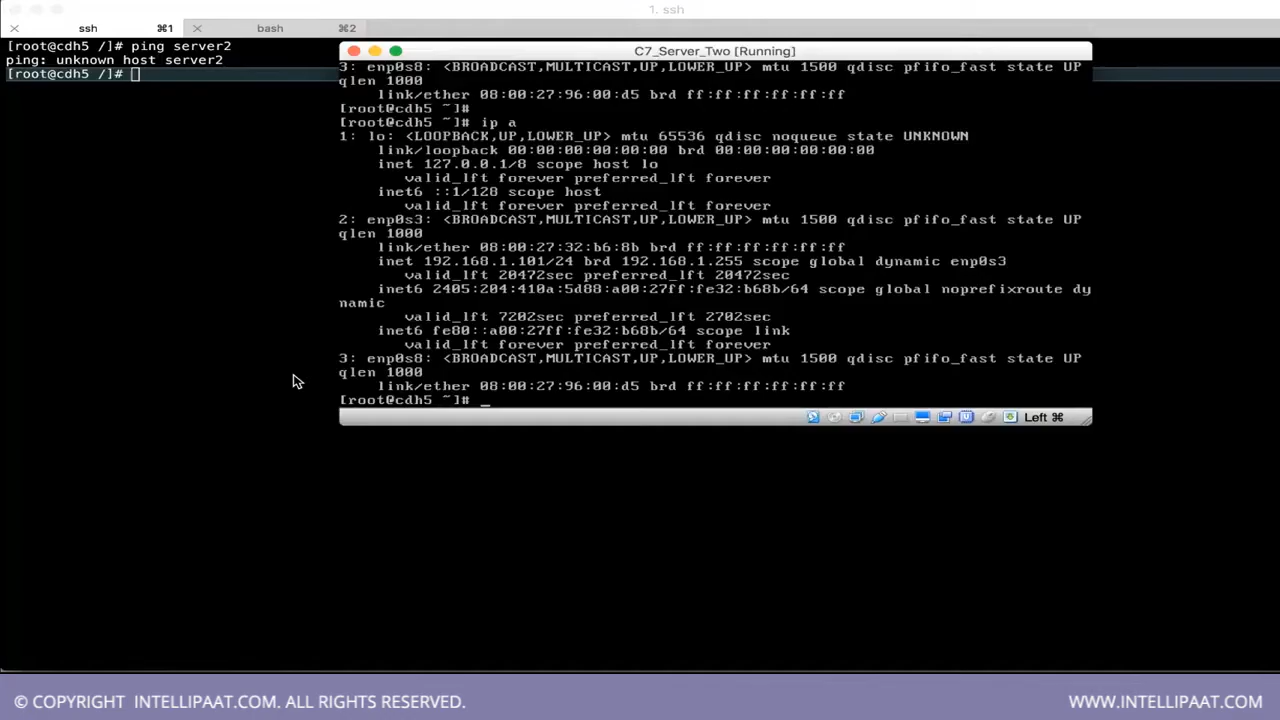 1. ssh
ssh ⌘1 bash ⌘2
[root@cdh5 /]# ping server2
ping: unknown host server2
[root@cdh5 /]#
C7_Server_Two [Running]
3: enp0s8: <BROADCAST,MULTICAST,UP,LOWER_UP> mtu 1500 qdisc pfifo_fast state UP
qlen 1000
link/ether 08:00:27:96:00:d5 brd ff:ff:ff:ff:ff:ff
[root@cdh5 ~]#
[root@cdh5 ~]# ip a
1: lo: <LOOPBACK,UP,LOWER_UP> mtu 65536 qdisc noqueue state UNKNOWN
link/loopback 00:00:00:00:00:00 brd 00:00:00:00:00:00
inet 127.0.0.1/8 scope host lo
valid_lft forever preferred_lft forever
inet6 ::1/128 scope host
valid_lft forever preferred_lft forever
2: enp0s3: <BROADCAST,MULTICAST,UP,LOWER_UP> mtu 1500 qdisc pfifo_fast state UP
qlen 1000
link/ether 08:00:27:32:b6:8b brd ff:ff:ff:ff:ff:ff
inet 192.168.1.101/24 brd 192.168.1.255 scope global dynamic enp0s3
valid_lft 20472sec preferred_lft 20472sec
inet6 2405:204:410a:5d88:a00:27ff:fe32:b68b/64 scope global noprefixroute dy
namic
valid_lft 7202sec preferred_lft 2702sec
inet6 fe80::a00:27ff:fe32:b68b/64 scope link
valid_lft forever preferred_lft forever
3: enp0s8: <BROADCAST,MULTICAST,UP,LOWER_UP> mtu 1500 qdisc pfifo_fast state UP
qlen 1000
link/ether 08:00:27:96:00:d5 brd ff:ff:ff:ff:ff:ff
[root@cdh5 ~]# _
Left ⌘
© COPYRIGHT INTELLIPAAT.COM. ALL RIGHTS RESERVED.
WWW.INTELLIPAAT.COM